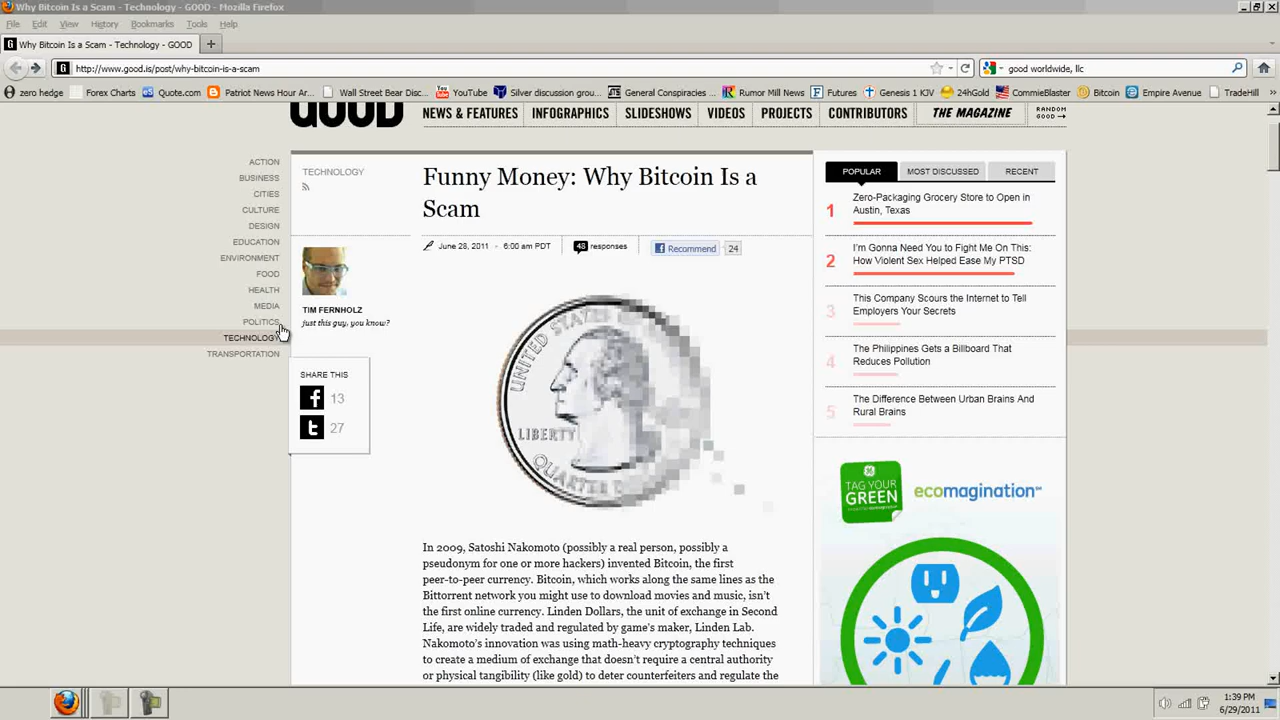 Why Bitcoin Is a Scam - Technology - GOOD - Mozilla Firefox
File Edit View History Bookmarks Tools Help
Why Bitcoin Is a Scam - Technology - GOOD
http://www.good.is/post/why-bitcoin-is-a-scam
good worldwide, llc
zero hedge Forex Charts Quote.com Patriot News Hour Ar... Wall Street Bear Disc... YouTube Silver discussion grou... General Conspiracies ... Rumor Mill News Futures Genesis 1 KJV 24hGold CommieBlaster Bitcoin Empire Avenue TradeHill
GOOD
NEWS & FEATURES INFOGRAPHICS SLIDESHOWS VIDEOS PROJECTS CONTRIBUTORS THE MAGAZINE RANDOM GOOD
ACTION
BUSINESS
CITIES
CULTURE
DESIGN
EDUCATION
ENVIRONMENT
FOOD
HEALTH
MEDIA
POLITICS
TECHNOLOGY
TRANSPORTATION
TECHNOLOGY
TIM FERNHOLZ
just this guy, you know?
SHARE THIS
13
27
Funny Money: Why Bitcoin Is a
Scam
June 28, 2011 - 6:00 am PDT 48 responses Recommend 24
UNITED STATES
LIBERTY
QUARTER
In 2009, Satoshi Nakomoto (possibly a real person, possibly a
pseudonym for one or more hackers) invented Bitcoin, the first
peer-to-peer currency. Bitcoin, which works along the same lines as the
Bittorrent network you might use to download movies and music, isn't
the first online currency. Linden Dollars, the unit of exchange in Second
Life, are widely traded and regulated by game's maker, Linden Lab.
Nakomoto's innovation was using math-heavy cryptography techniques
to create a medium of exchange that doesn't require a central authority
or physical tangibility (like gold) to deter counterfeiters and regulate the
POPULAR MOST DISCUSSED RECENT
1 Zero-Packaging Grocery Store to Open in
Austin, Texas
2 I'm Gonna Need You to Fight Me On This:
How Violent Sex Helped Ease My PTSD
3 This Company Scours the Internet to Tell
Employers Your Secrets
4 The Philippines Gets a Billboard That
Reduces Pollution
5 The Difference Between Urban Brains And
Rural Brains
TAG YOUR
GREEN
ecomagination
1:39 PM
6/29/2011